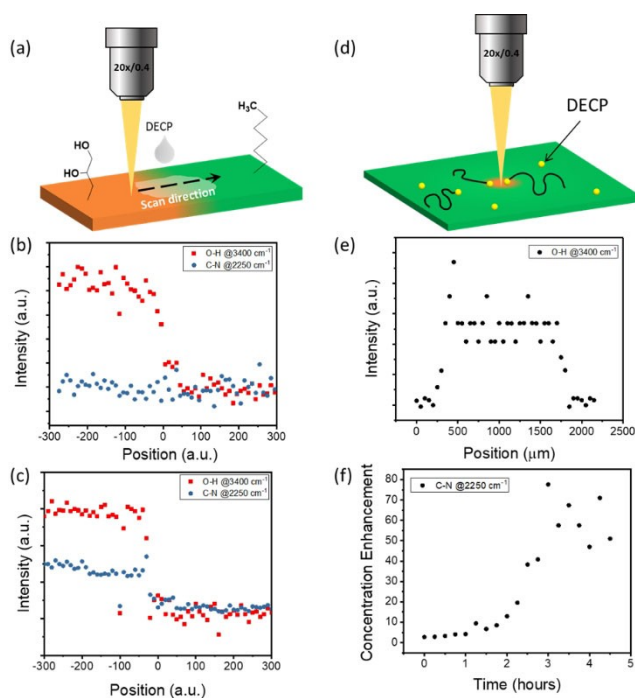 (a)
20x/0.4
HO
HO
DECP
H₃C
Scan direction
(b)
O-H @3400 cm⁻¹
C-N @2250 cm⁻¹
Intensity (a.u.)
-300 -200 -100 0 100 200 300
Position (a.u.)
(c)
O-H @3400 cm⁻¹
C-N @2250 cm⁻¹
Intensity (a.u.)
-300 -200 -100 0 100 200 300
Position (a.u.)
(d)
20x/0.4
DECP
(e)
O-H @3400 cm⁻¹
Intensity (a.u.)
0 500 1000 1500 2000 2500
Position (μm)
(f)
C-N @2250 cm⁻¹
Concentration Enhancement
80
70
60
50
40
30
20
10
0
0 1 2 3 4 5
Time (hours)